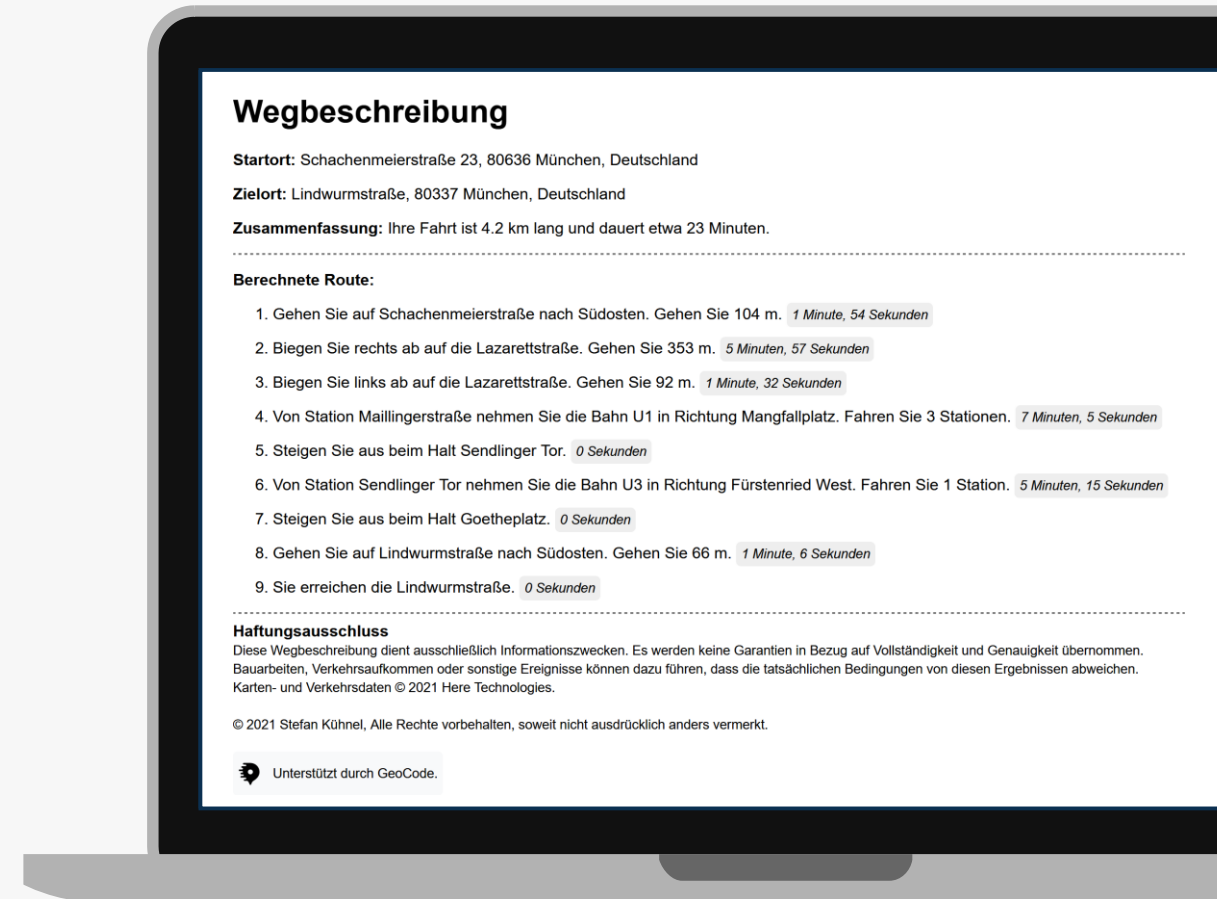 Wegbeschreibung
Startort: Schachenmeierstraße 23, 80636 München, Deutschland
Zielort: Lindwurmstraße, 80337 München, Deutschland
Zusammenfassung: Ihre Fahrt ist 4.2 km lang und dauert etwa 23 Minuten.
Berechnete Route:
1. Gehen Sie auf Schachenmeierstraße nach Südosten. Gehen Sie 104 m. 1 Minute, 54 Sekunden
2. Biegen Sie rechts ab auf die Lazarettstraße. Gehen Sie 353 m. 5 Minuten, 57 Sekunden
3. Biegen Sie links ab auf die Lazarettstraße. Gehen Sie 92 m. 1 Minute, 32 Sekunden
4. Von Station Maillingerstraße nehmen Sie die Bahn U1 in Richtung Mangfallplatz. Fahren Sie 3 Stationen. 7 Minuten, 5 Sekunden
5. Steigen Sie aus beim Halt Sendlinger Tor. 0 Sekunden
6. Von Station Sendlinger Tor nehmen Sie die Bahn U3 in Richtung Fürstenried West. Fahren Sie 1 Station. 5 Minuten, 15 Sekunden
7. Steigen Sie aus beim Halt Goetheplatz. 0 Sekunden
8. Gehen Sie auf Lindwurmstraße nach Südosten. Gehen Sie 66 m. 1 Minute, 6 Sekunden
9. Sie erreichen die Lindwurmstraße. 0 Sekunden
Haftungsausschluss
Diese Wegbeschreibung dient ausschließlich Informationszwecken. Es werden keine Garantien in Bezug auf Vollständigkeit und Genauigkeit übernommen.
Bauarbeiten, Verkehrsaufkommen oder sonstige Ereignisse können dazu führen, dass die tatsächlichen Bedingungen von diesen Ergebnissen abweichen.
Karten- und Verkehrsdaten © 2021 Here Technologies.
© 2021 Stefan Kühnel, Alle Rechte vorbehalten, soweit nicht ausdrücklich anders vermerkt.
Unterstützt durch GeoCode.